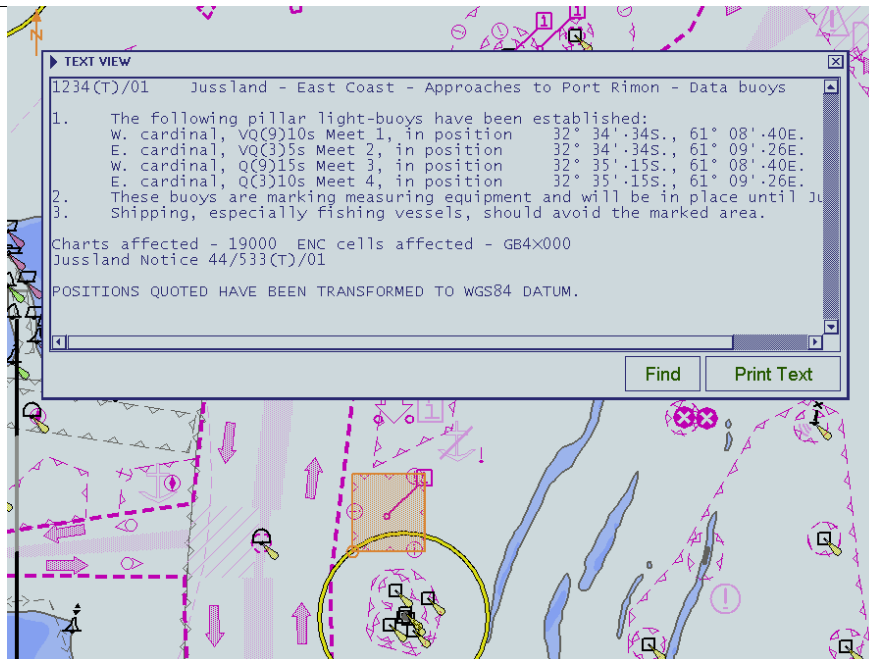 N
1
TEXT VIEW
1234(T)/01 Jussland - East Coast - Approaches to Port Rimon - Data buoys
1. The following pillar light-buoys have been established:
W. cardinal, VQ(9)10s Meet 1, in position 32° 34'·34S., 61° 08'·40E.
E. cardinal, VQ(3)5s Meet 2, in position 32° 34'·34S., 61° 09'·26E.
W. cardinal, Q(9)15s Meet 3, in position 32° 35'·15S., 61° 08'·40E.
E. cardinal, Q(3)10s Meet 4, in position 32° 35'·15S., 61° 09'·26E.
2. These buoys are marking measuring equipment and will be in place until Ju
3. Shipping, especially fishing vessels, should avoid the marked area.
Charts affected - 19000 ENC cells affected - GB4X000
Jussland Notice 44/533(T)/01
POSITIONS QUOTED HAVE BEEN TRANSFORMED TO WGS84 DATUM.
Find Print Text